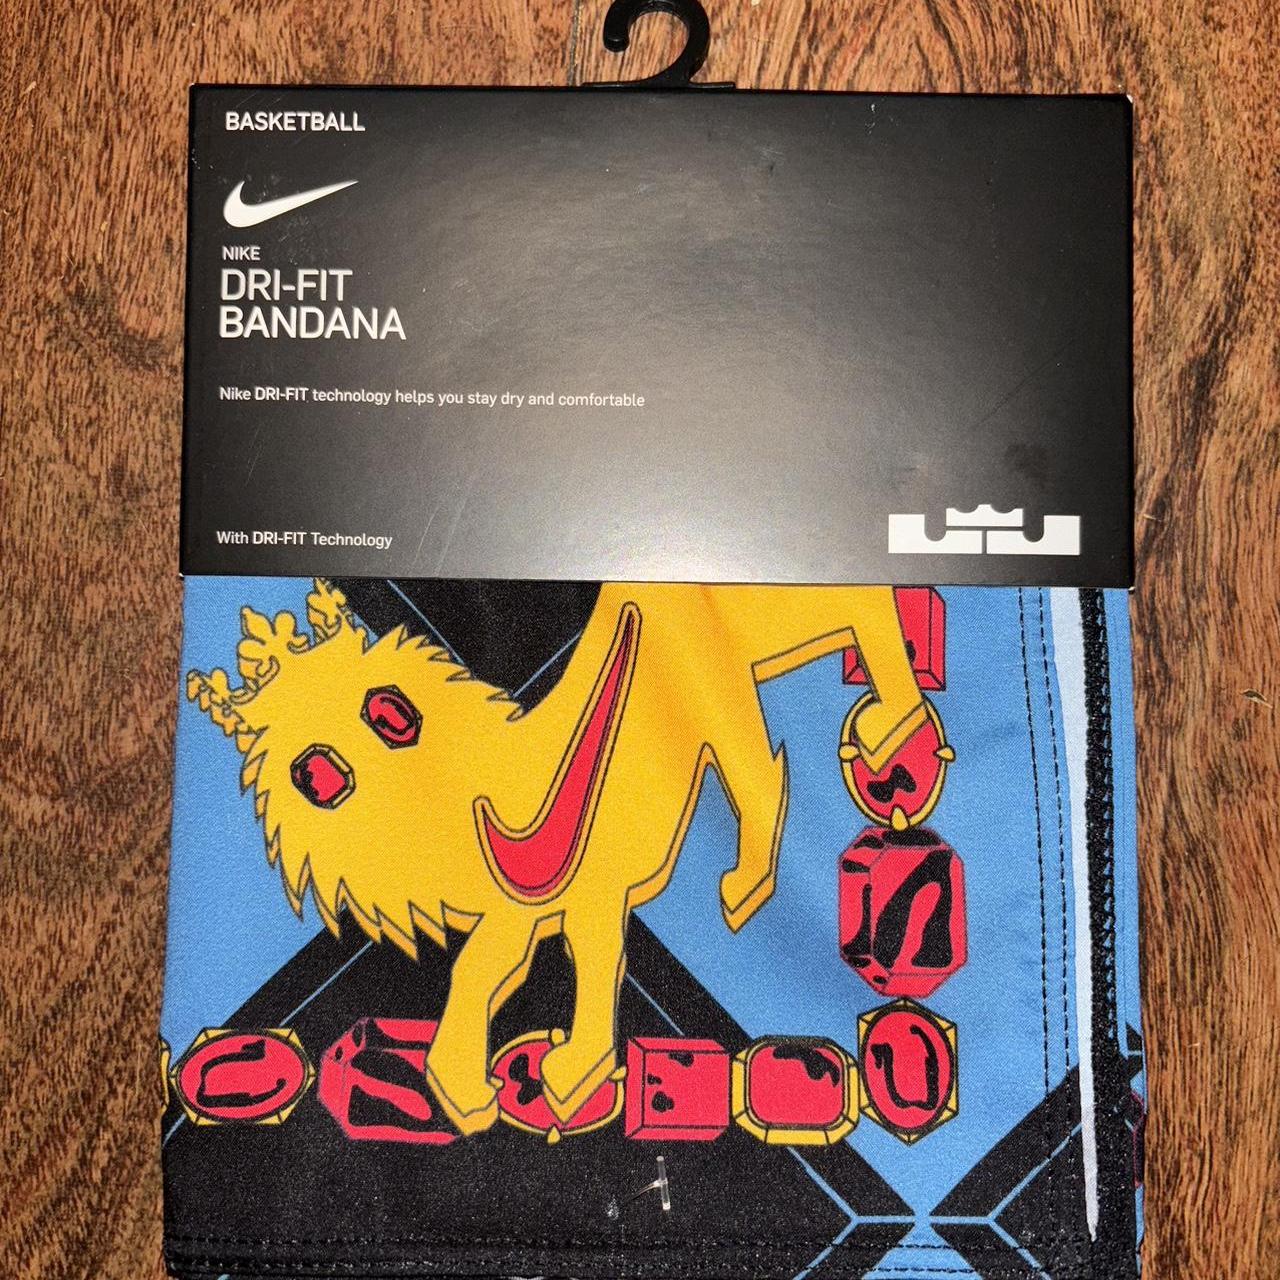 BASKETBALL
NIKE
DRI-FIT
BANDANA
Nike DRI-FIT technology helps you stay dry and comfortable
With DRI-FIT Technology